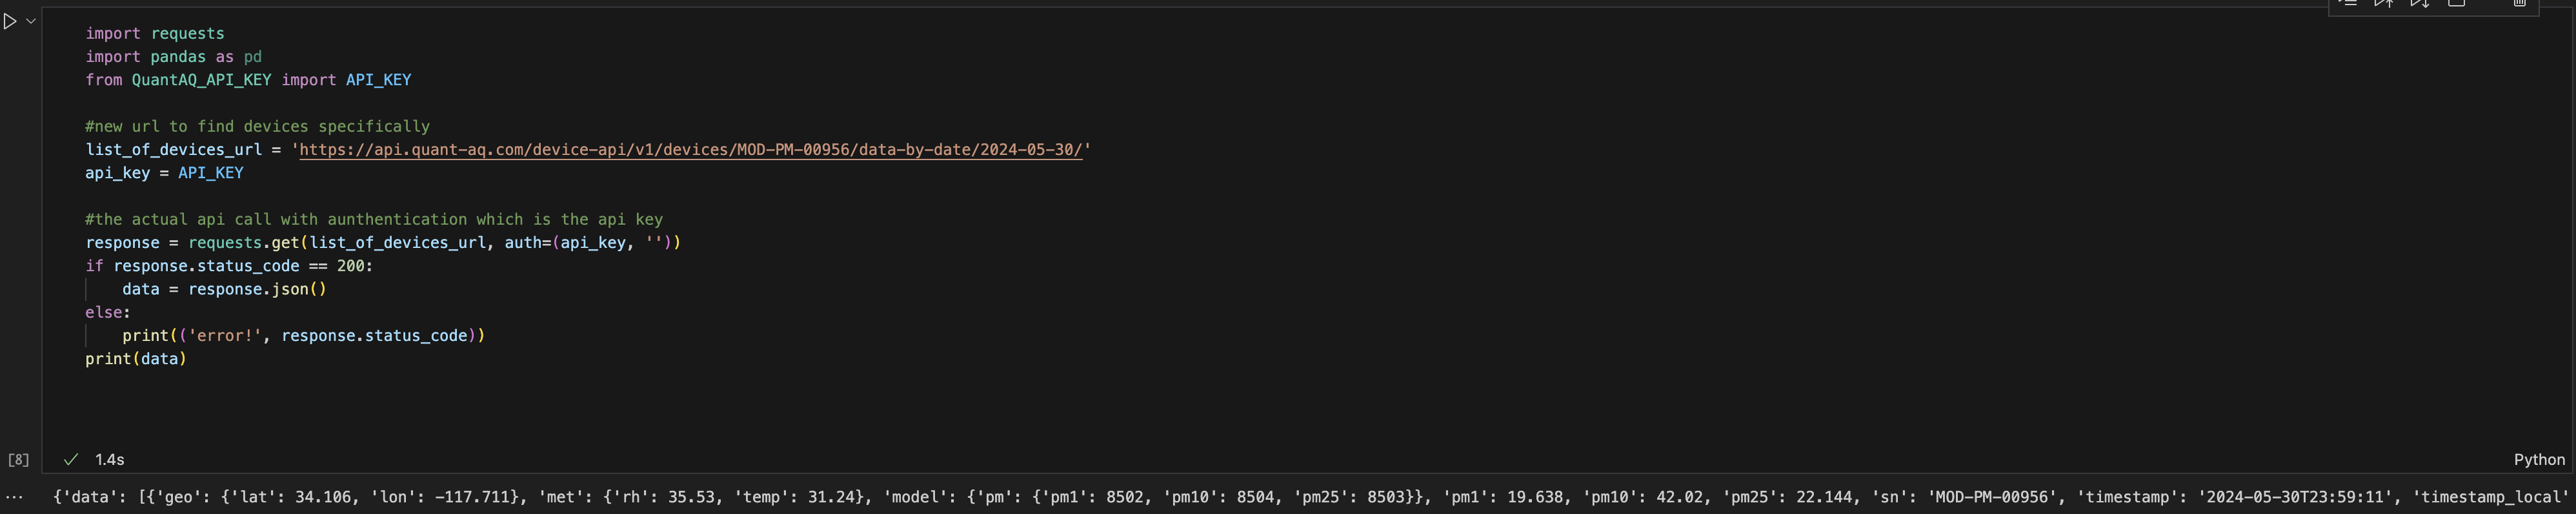 import requests
import pandas as pd
from QuantAQ_API_KEY import API_KEY
#new url to find devices specifically
list_of_devices_url = 'https://api.quant-aq.com/device-api/v1/devices/MOD-PM-00956/data-by-date/2024-05-30/'
api_key = API_KEY
#the actual api call with aunthentication which is the api key
response = requests.get(list_of_devices_url, auth=(api_key, ''))
if response.status_code == 200:
    data = response.json()
else:
    print(('error!', response.status_code))
print(data)
[8] 1.4s Python
... {'data': [{'geo': {'lat': 34.106, 'lon': -117.711}, 'met': {'rh': 35.53, 'temp': 31.24}, 'model': {'pm': {'pm1': 8502, 'pm10': 8504, 'pm25': 8503}}, 'pm1': 19.638, 'pm10': 42.02, 'pm25': 22.144, 'sn': 'MOD-PM-00956', 'timestamp': '2024-05-30T23:59:11', 'timestamp_local'